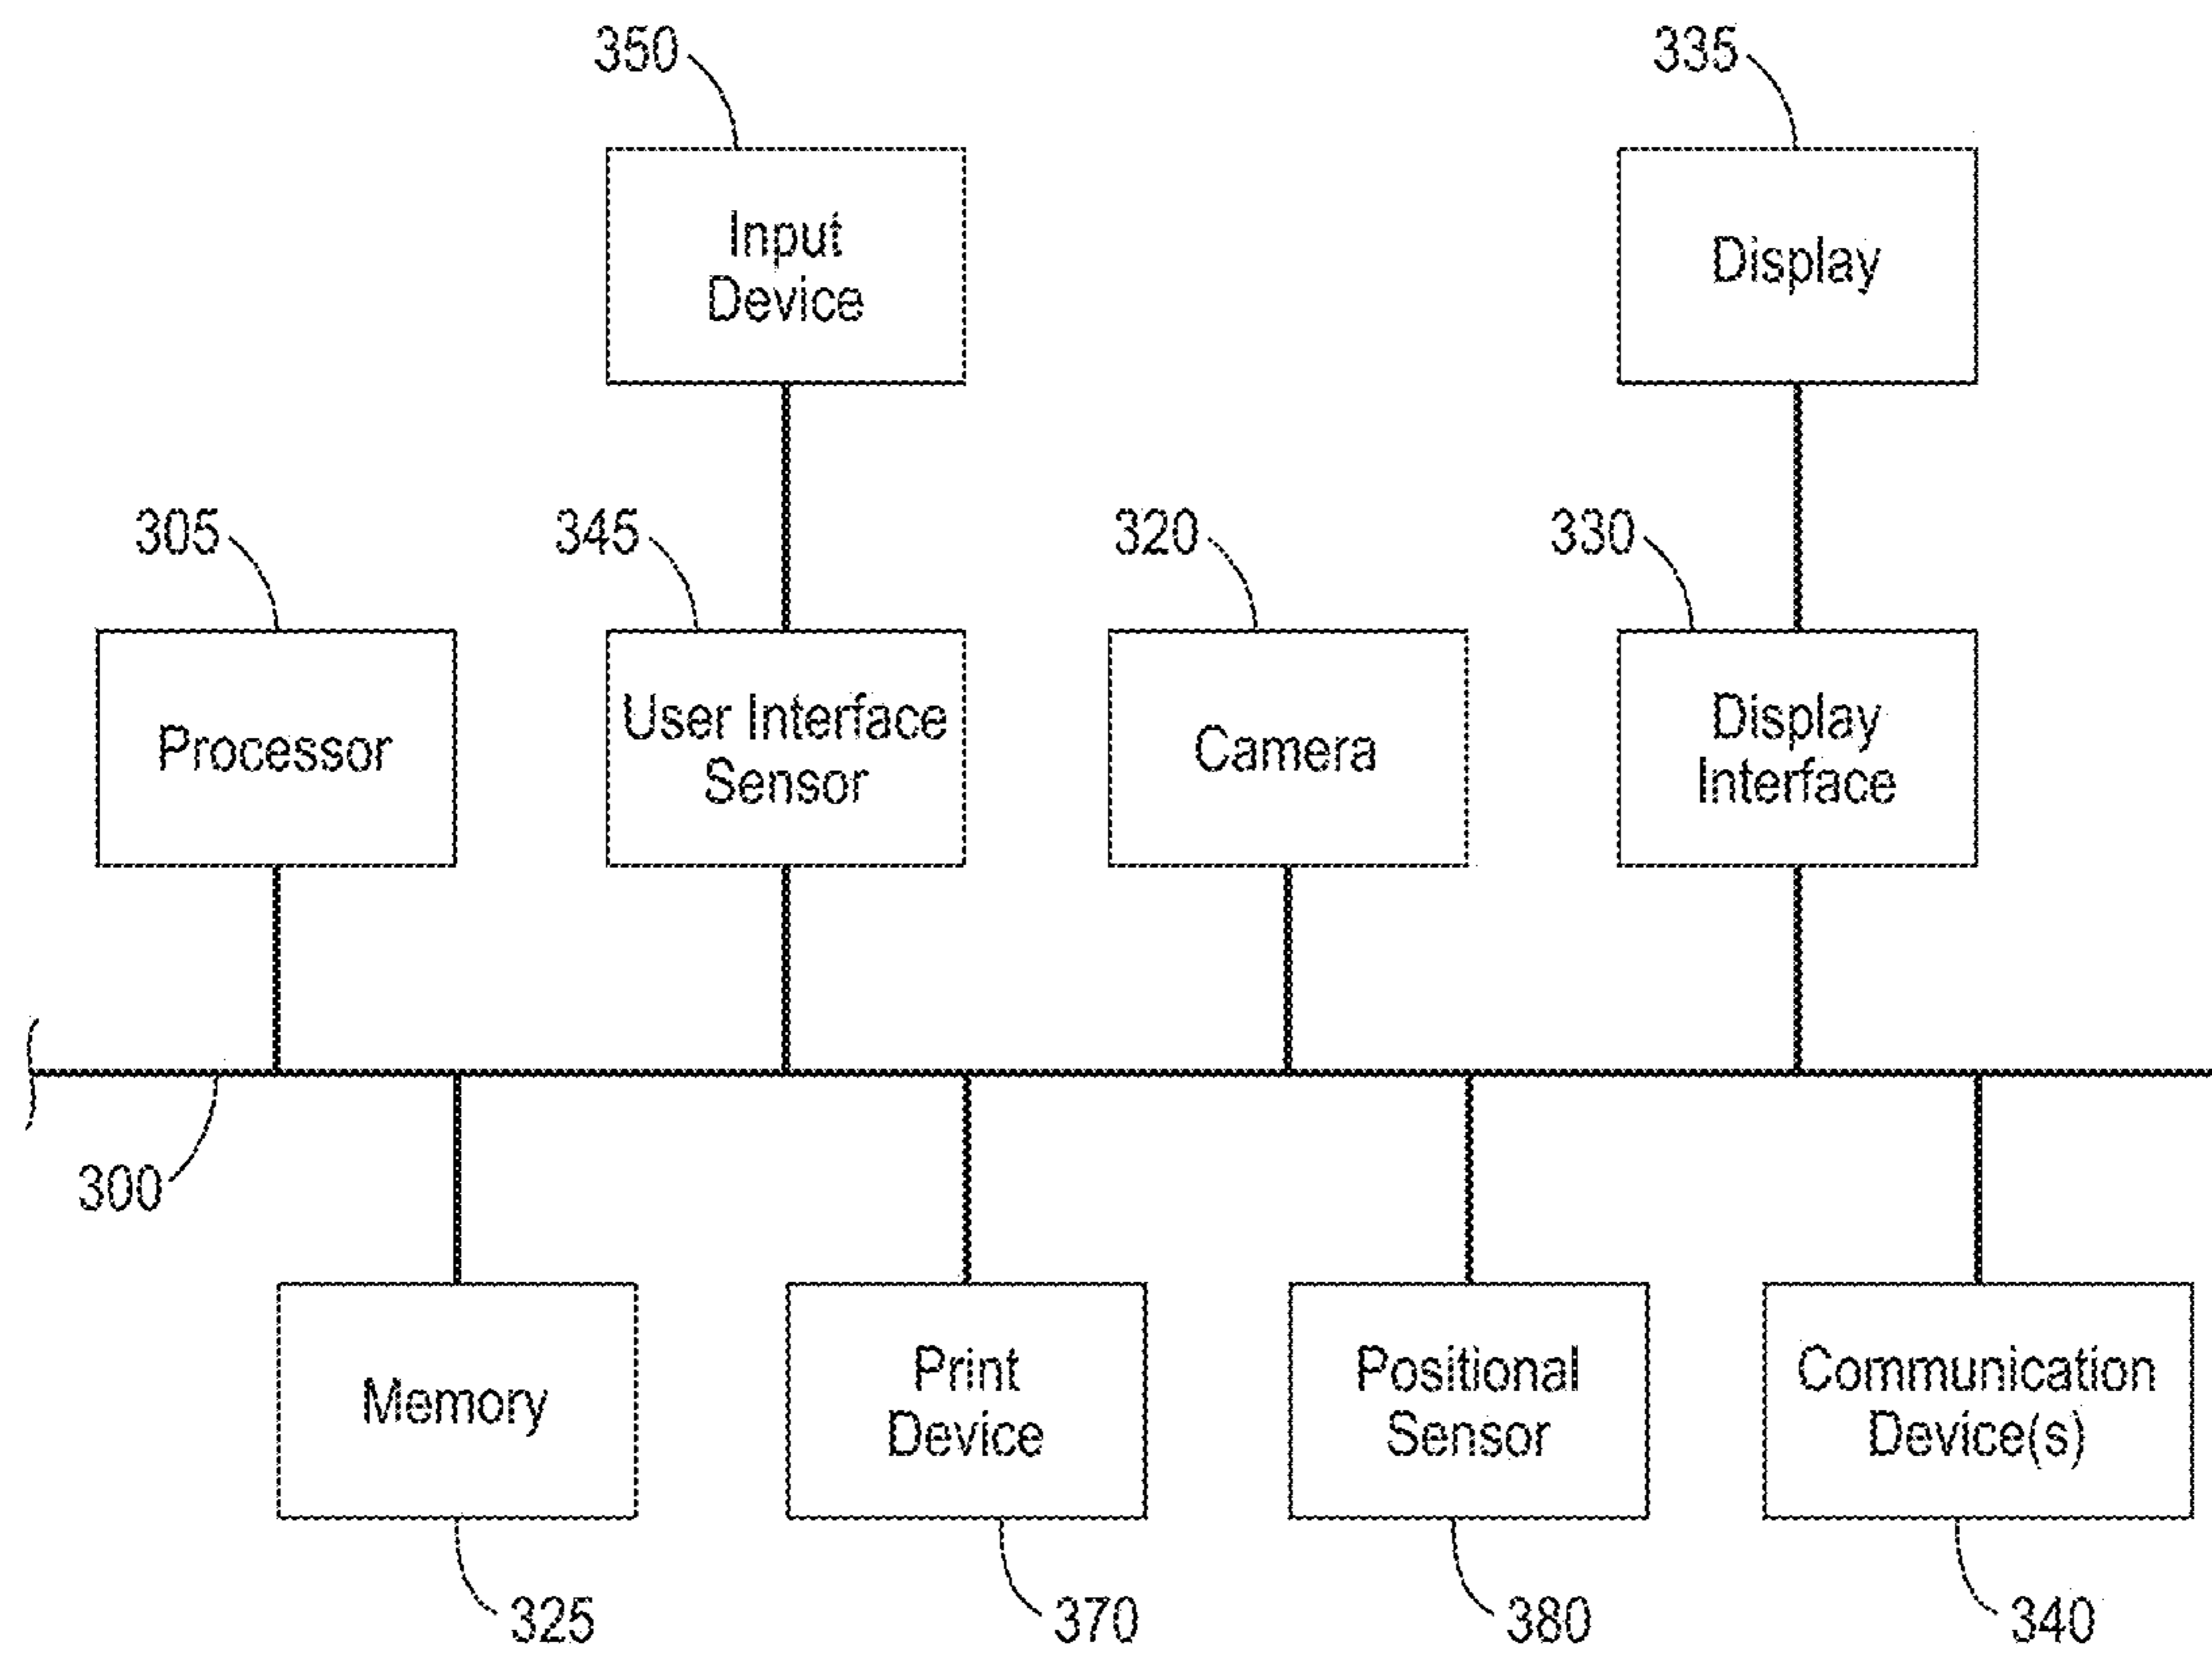 350
335
Input
Device
Display
305
345
320
330
Processor
User Interface
Sensor
Camera
Display
Interface
300
Memory
Print
Device
Positional
Sensor
Communication
Device(s)
325
370
380
340